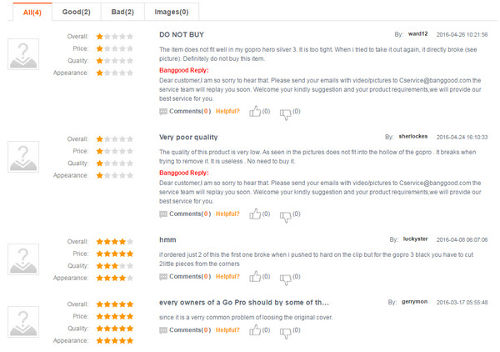 All(4) Good(2) Bad(2) Images(0)
Overall: DO NOT BUY By: ward12 2016-04-26 10:21:56
Price: The item does not fit well in my gopro hero silver 3. It is too tight. When i tried to take it out again, it directly broke (see
Quality: picture). Definitely do not buy this item.
Appearance: Banggood Reply:
Dear customer,I am so sorry to hear that. Please send your emails with video/pictures to Cservice@banggood.com the
service team will replay you soon. Welcome your kindly suggestion and your product requirements,we will provide our
best service for you.
Comments(0) Helpful? (0) (0)
Overall: Very poor quality By: sherlockes 2016-04-24 16:10:33
Price: The quality of this product is very low. As seen in the pictures does not fit into the hollow of the gopro . It breaks when
Quality: trying to remove it. It is useless . No need to buy it.
Appearance: Banggood Reply:
Dear customer,I am so sorry to hear that. Please send your emails with video/pictures to Cservice@banggood.com the
service team will replay you soon. Welcome your kindly suggestion and your product requirements,we will provide our
best service for you.
Comments(0) Helpful? (0) (0)
Overall: hmm By: luckyster 2016-04-08 06:07:06
Price: if ordered just 2 of this the first one broke when i pushed to hard on the clip but for the gopro 3 black you have to cut
Quality: 2little pieces from the corners
Appearance: Comments(0) Helpful? (0) (0)
Overall: every owners of a Go Pro should by some of th... By: gerrymon 2016-03-17 05:55:48
Price: since it is a verry common problem of loosing the original cover.
Quality: Comments(0) Helpful? (0) (0)
Appearance: